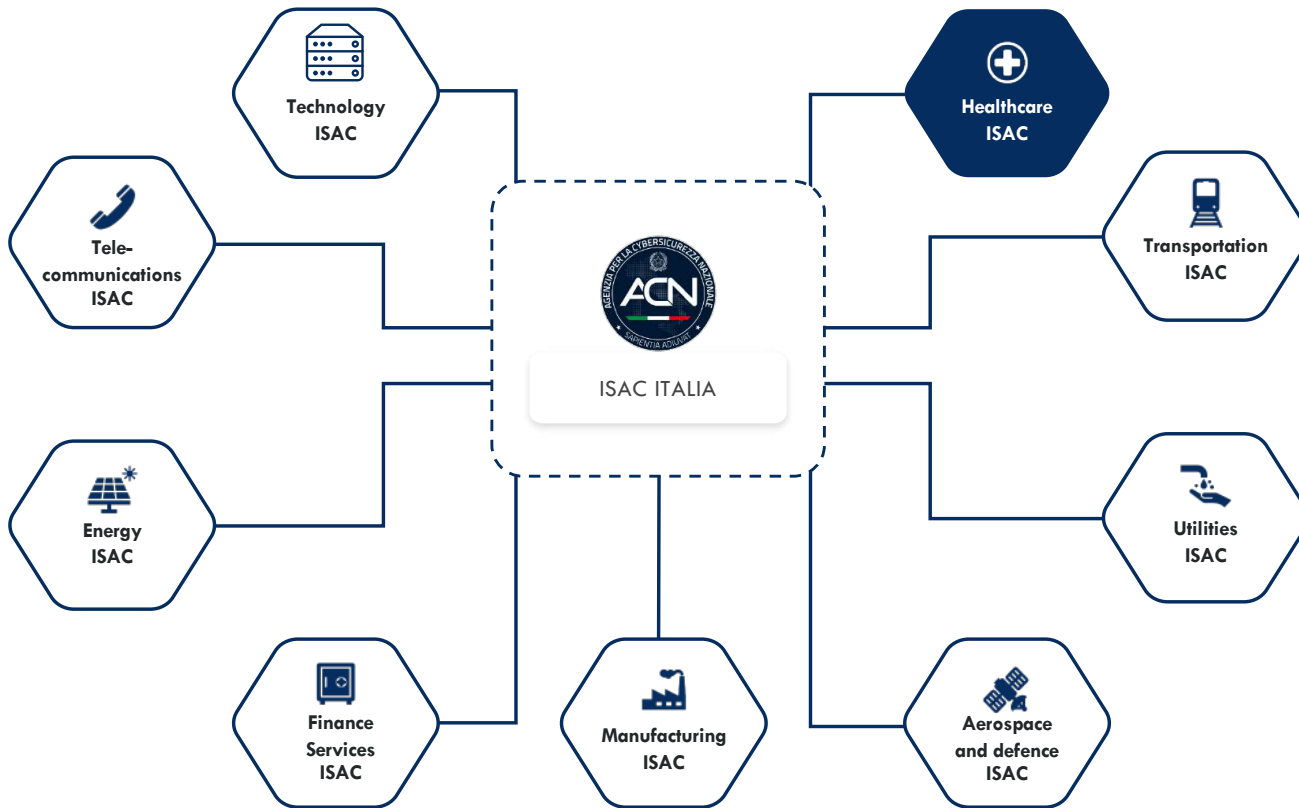 Technology
ISAC
Healthcare
ISAC
Tele-
communications
ISAC
Transportation
ISAC
AGENZIA PER LA CYBERSICUREZZA NAZIONALE
ACN
SAPIENTIA ADIUVAT
ISAC ITALIA
Energy
ISAC
Utilities
ISAC
Finance
Services
ISAC
Manufacturing
ISAC
Aerospace
and defence
ISAC